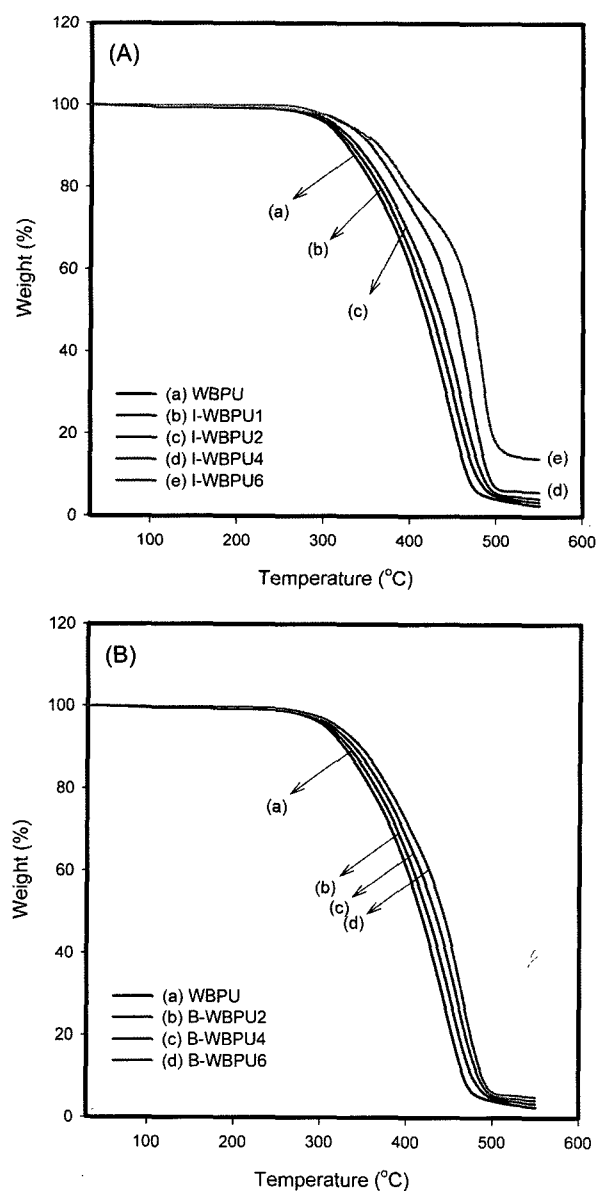 120
(A)
100
80
60
40
20
0
Weight (%)
(a)
(b)
(c)
(a) WBPU
(b) I-WBPU1
(c) I-WBPU2
(d) I-WBPU4
(e) I-WBPU6
(e)
(d)
100 200 300 400 500 600
Temperature (°C)
120
(B)
100
80
60
40
20
0
Weight (%)
(a)
(b)
(c)
(d)
(a) WBPU
(b) B-WBPU2
(c) B-WBPU4
(d) B-WBPU6
100 200 300 400 500 600
Temperature (°C)